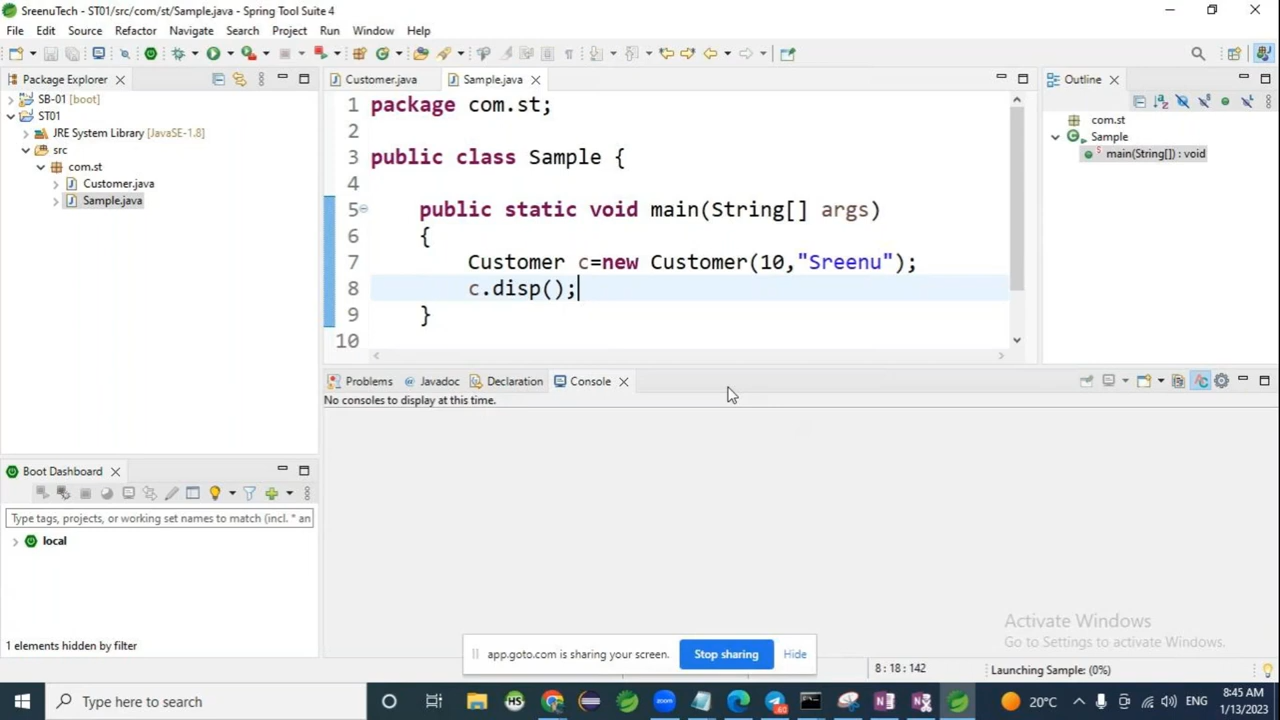 SreenuTech - ST01/src/com/st/Sample.java - Spring Tool Suite 4
File Edit Source Refactor Navigate Search Project Run Window Help
Package Explorer
SB-01 [boot]
ST01
JRE System Library [JavaSE-1.8]
src
com.st
Customer.java
Sample.java
Customer.java Sample.java
1 package com.st;
2
3 public class Sample {
4
5 public static void main(String[] args)
6 {
7 Customer c=new Customer(10,"Sreenu");
8 c.disp();
9 }
10
Outline
com.st
Sample
main(String[]) : void
Problems Javadoc Declaration Console
No consoles to display at this time.
Boot Dashboard
Type tags, projects, or working set names to match (incl. * an
local
1 elements hidden by filter
Activate Windows
Go to Settings to activate Windows.
app.goto.com is sharing your screen. Stop sharing Hide
8 : 18 : 142 Launching Sample: (0%)
Type here to search
HS
60
20°C ENG 8:45 AM
1/13/2023